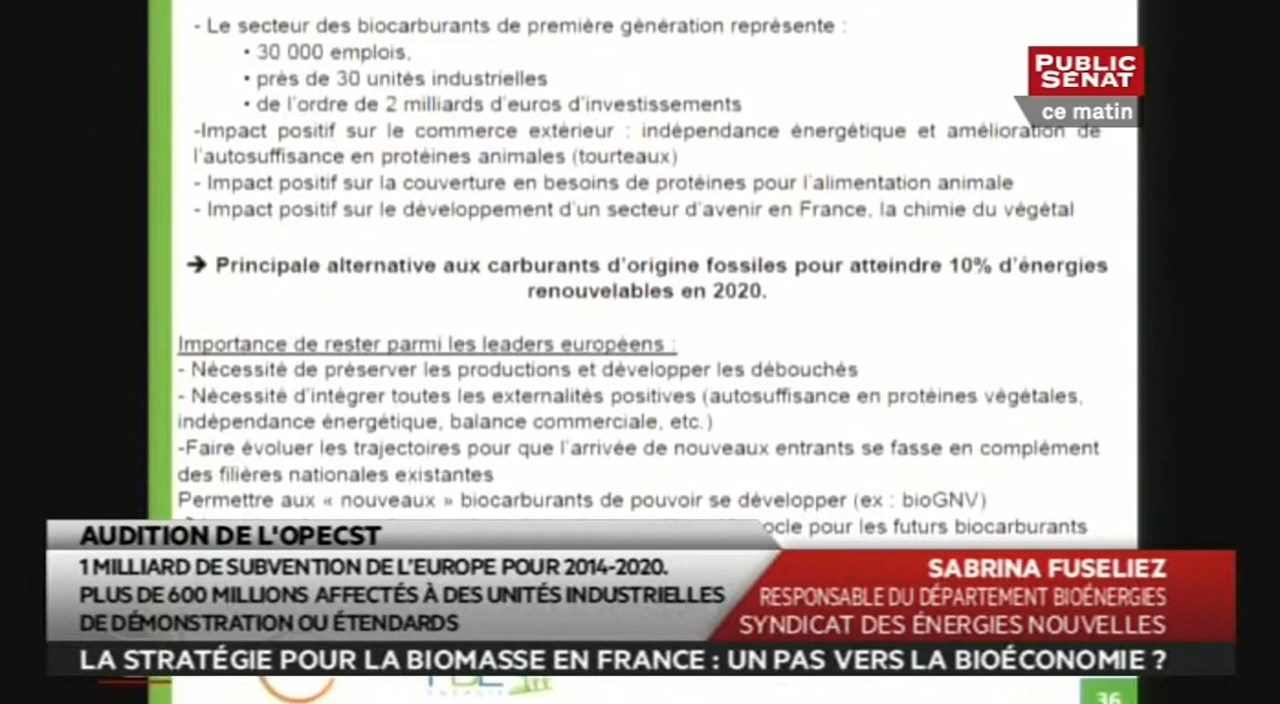 - Le secteur des biocarburants de première génération représente :
• 30 000 emplois,
• près de 30 unités industrielles
• de l'ordre de 2 milliards d'euros d'investissements
-Impact positif sur le commerce extérieur : indépendance énergétique et amélioration de
l'autosuffisance en protéines animales (tourteaux)
- Impact positif sur la couverture en besoins de protéines pour l'alimentation animale
- Impact positif sur le développement d'un secteur d'avenir en France, la chimie du végétal
➔ Principale alternative aux carburants d'origine fossiles pour atteindre 10% d'énergies
renouvelables en 2020.
Importance de rester parmi les leaders européens :
- Nécessité de préserver les productions et développer les débouchés
- Nécessité d'intégrer toutes les externalités positives (autosuffisance en protéines végétales,
indépendance énergétique, balance commerciale, etc.)
-Faire évoluer les trajectoires pour que l'arrivée de nouveaux entrants se fasse en complément
des filières nationales existantes
Permettre aux « nouveaux » biocarburants de pouvoir se développer (ex : bioGNV)
pour les futurs biocarburants
PUBLIC
SÉNAT
ce matin
AUDITION DE L'OPECST
1 MILLIARD DE SUBVENTION DE L'EUROPE POUR 2014-2020.
PLUS DE 600 MILLIONS AFFECTÉS À DES UNITÉS INDUSTRIELLES
DE DÉMONSTRATION OU ÉTENDARDS
SABRINA FUSELIEZ
RESPONSABLE DU DÉPARTEMENT BIOÉNERGIES
SYNDICAT DES ÉNERGIES NOUVELLES
LA STRATÉGIE POUR LA BIOMASSE EN FRANCE : UN PAS VERS LA BIOÉCONOMIE ?
36